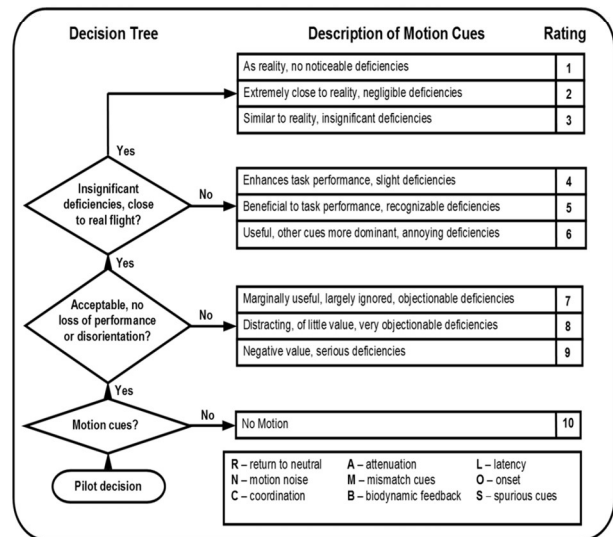 Decision Tree
Description of Motion Cues
Rating
As reality, no noticeable deficiencies 1
Extremely close to reality, negligible deficiencies 2
Similar to reality, insignificant deficiencies 3
Yes
Insignificant
deficiencies, close
to real flight?
No
Enhances task performance, slight deficiencies 4
Beneficial to task performance, recognizable deficiencies 5
Useful, other cues more dominant, annoying deficiencies 6
Yes
Acceptable, no
loss of performance
or disorientation?
No
Marginally useful, largely ignored, objectionable deficiencies 7
Distracting, of little value, very objectionable deficiencies 8
Negative value, serious deficiencies 9
Yes
Motion cues?
No
No Motion 10
Pilot decision
R – return to neutral A – attenuation L – latency
N – motion noise M – mismatch cues O – onset
C – coordination B – biodynamic feedback S – spurious cues